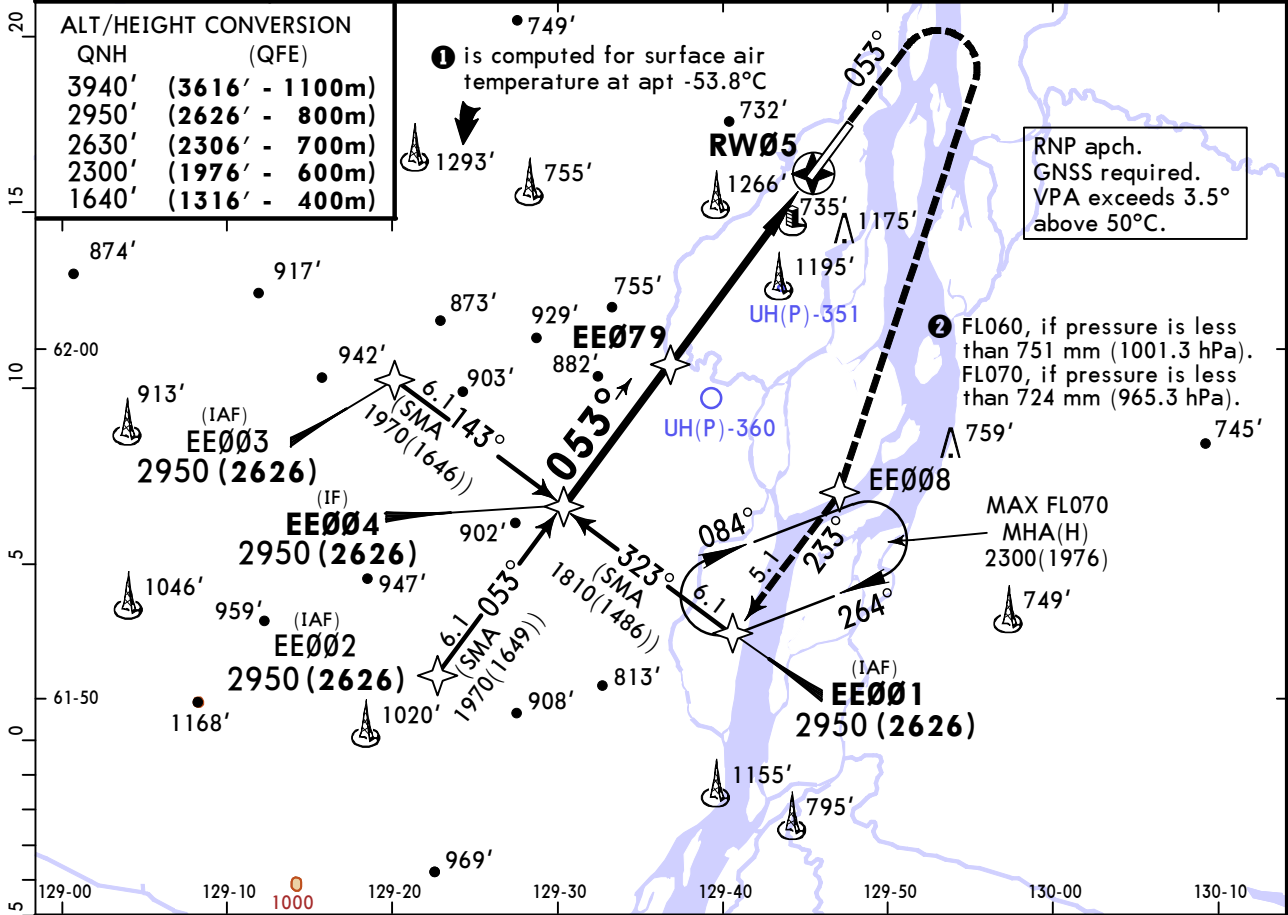 ALT/HEIGHT CONVERSION
QNH (QFE)
3940' (3616' - 1100m)
2950' (2626' - 800m)
2630' (2306' - 700m)
2300' (1976' - 600m)
1640' (1316' - 400m)
749'
1 is computed for surface air
temperature at apt -53.8°C
1293'
755'
732'
RWØ5
1266'
735'
1175'
1195'
UH(P)-351
053°
RNP apch.
GNSS required.
VPA exceeds 3.5°
above 50°C.
20
15
10
5
0
5
874'
917'
873'
755'
929'
EEØ79
882'
942'
903'
913'
62-00
(IAF)
EEØØ3
2950 (2626)
6.1
143°
(SMA
1970(1646))
053°
UH(P)-360
2 FL060, if pressure is less
than 751 mm (1001.3 hPa).
FL070, if pressure is less
than 724 mm (965.3 hPa).
759'
745'
EEØØ8
(IF)
EEØØ4
2950 (2626)
902'
947'
1046'
959'
(IAF)
EEØØ2
2950 (2626)
6.1
053°
(SMA
1970(1649))
323°
6.1
(SMA
1810(1486))
084°
5.1
233°
264°
MAX FL070
MHA(H)
2300(1976)
749'
(IAF)
EEØØ1
2950 (2626)
61-50
1168'
1020'
908'
813'
1155'
795'
969'
1000
129-00
129-10
129-20
129-30
129-40
129-50
130-00
130-10